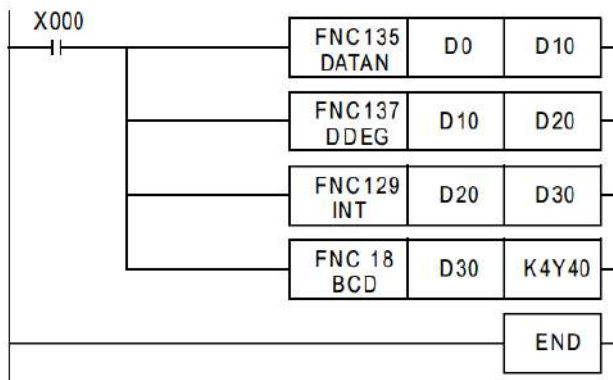 X000
FNC135
DATAN
D0
D10
FNC137
DDEG
D10
D20
FNC129
INT
D20
D30
FNC 18
BCD
D30
K4Y40
END